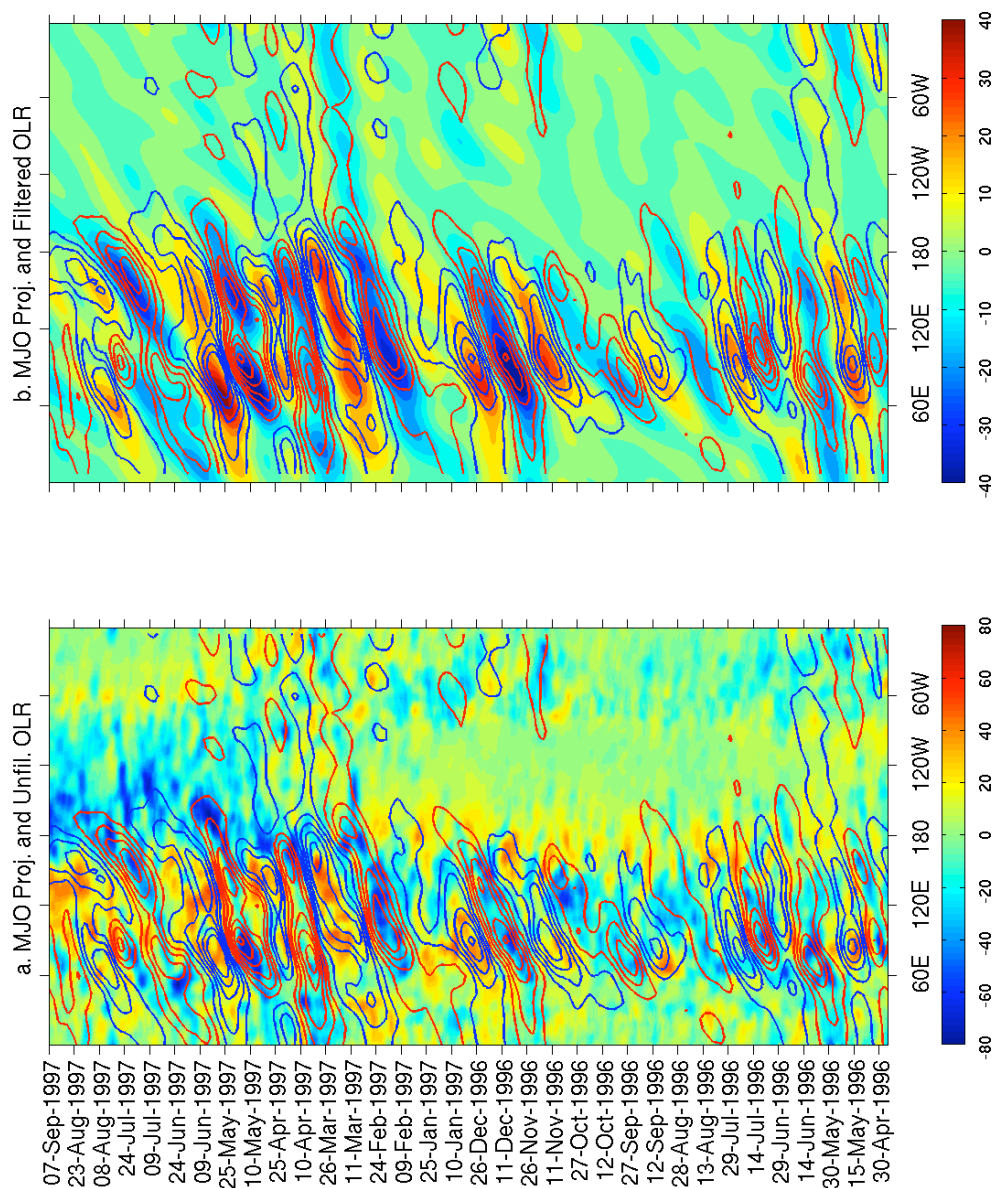 b. MJO Proj. and Filtered OLR
60E
120E
180
120W
60W
-40
-30
-20
-10
0
10
20
30
40
a. MJO Proj. and Unfil. OLR
07-Sep-1997
23-Aug-1997
08-Aug-1997
24-Jul-1997
09-Jul-1997
24-Jun-1997
09-Jun-1997
25-May-1997
10-May-1997
25-Apr-1997
10-Apr-1997
26-Mar-1997
11-Mar-1997
24-Feb-1997
09-Feb-1997
25-Jan-1997
10-Jan-1997
26-Dec-1996
11-Dec-1996
26-Nov-1996
11-Nov-1996
27-Oct-1996
12-Oct-1996
27-Sep-1996
12-Sep-1996
28-Aug-1996
13-Aug-1996
29-Jul-1996
14-Jul-1996
29-Jun-1996
14-Jun-1996
30-May-1996
15-May-1996
30-Apr-1996
60E
120E
180
120W
60W
-80
-60
-40
-20
0
20
40
60
80